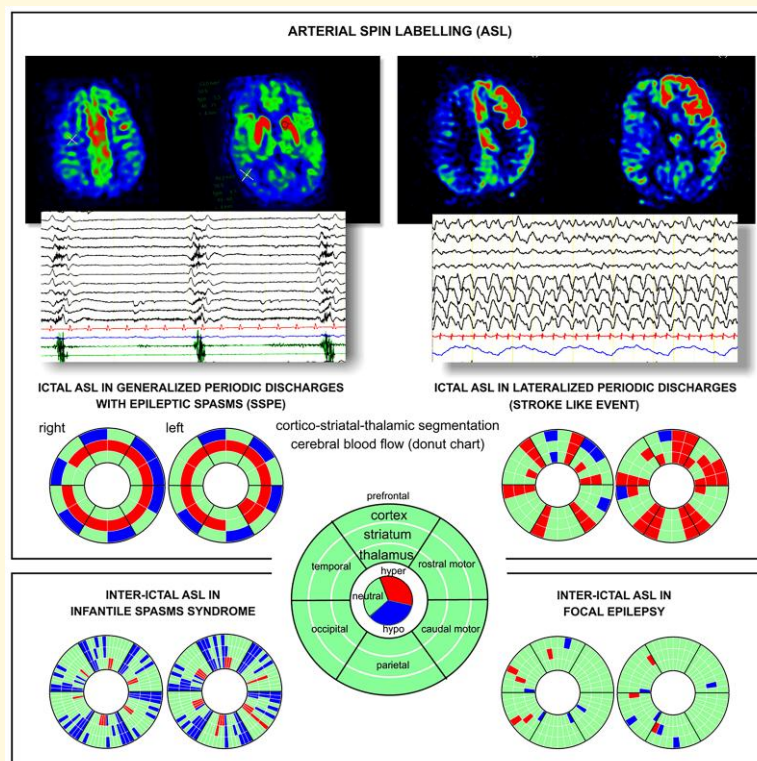 ARTERIAL SPIN LABELLING (ASL)
ICTAL ASL IN GENERALIZED PERIODIC DISCHARGES
WITH EPILEPTIC SPASMS (SSPE)
ICTAL ASL IN LATERALIZED PERIODIC DISCHARGES
(STROKE LIKE EVENT)
right
left
cortico-striatal-thalamic segmentation
cerebral blood flow (donut chart)
prefrontal
cortex
striatum
thalamus
temporal
rostral motor
hyper
neutral
hypo
occipital
caudal motor
parietal
INTER-ICTAL ASL IN
INFANTILE SPASMS SYNDROME
INTER-ICTAL ASL IN
FOCAL EPILEPSY